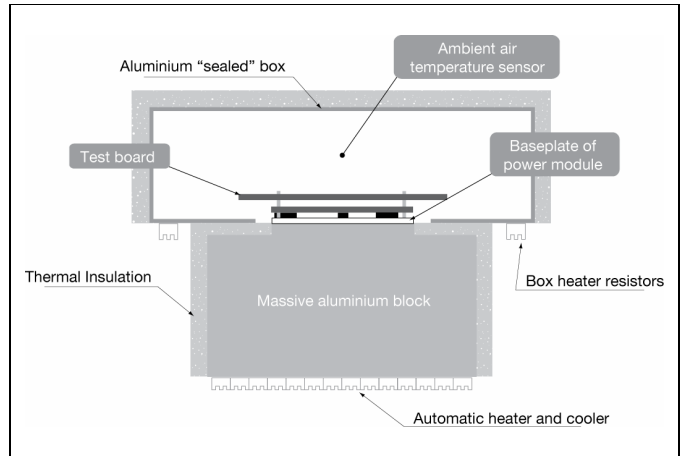 Ambient air
temperature sensor
Aluminium “sealed” box
Test board
Baseplate of
power module
Thermal Insulation
Box heater resistors
Massive aluminium block
Automatic heater and cooler